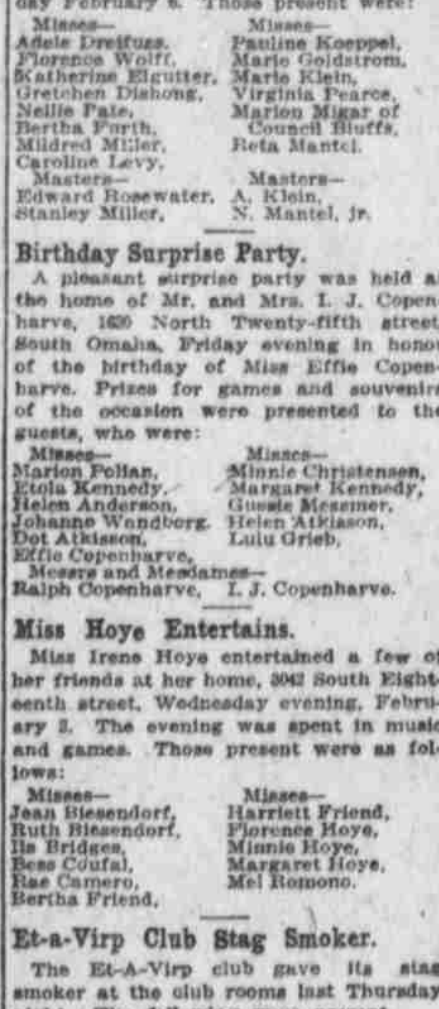 day February 6. Those present were:
Misses— Misses—
Adele Dreifuss, Pauline Koeppel,
Florence Wolff, Marie Goldstrom,
Katherine Elgutter, Marie Klein,
Gretchen Dishong, Virginia Pearce,
Nellie Pate, Marion Migar of
Bertha Furth, Council Bluffs,
Mildred Miller, Reta Mantel.
Caroline Levy,
Masters— Masters—
Edward Rosewater, A. Klein,
Stanley Miller, N. Mantel, jr.
Birthday Surprise Party.
A pleasant surprise party was held a
the home of Mr. and Mrs. I. J. Copen
harve, 1630 North Twenty-fifth street
South Omaha, Friday evening in honor
of the birthday of Miss Effie Copen-
harve. Prizes for games and souvenirs
of the occasion were presented to the
guests, who were:
Misses— Misses—
Marion Pollan, Minnie Christensen,
Etola Kennedy, Margaret Kennedy,
Helen Anderson, Gussie Messmer,
Johanne Wandborg, Helen Atkisson,
Dot Atkisson, Lulu Grieb,
Effie Copenharve,
Messrs and Mesdames—
Ralph Copenharve, I. J. Copenharve.
Miss Hoye Entertains.
Miss Irene Hoye entertained a few of
her friends at her home, 3042 South Eight-
eenth street, Wednesday evening, Febru-
ary 3. The evening was spent in music
and games. Those present were as fol-
lows:
Misses— Misses—
Jean Biesendorf, Harriett Friend,
Ruth Biesendorf, Florence Hoye,
Ila Bridges, Minnie Hoye,
Bess Coufal, Margaret Hoye,
Rae Camero, Mel Romono.
Bertha Friend,
Et-a-Virp Club Stag Smoker.
The Et-A-Virp club gave its stag
smoker at the club rooms last Thursday